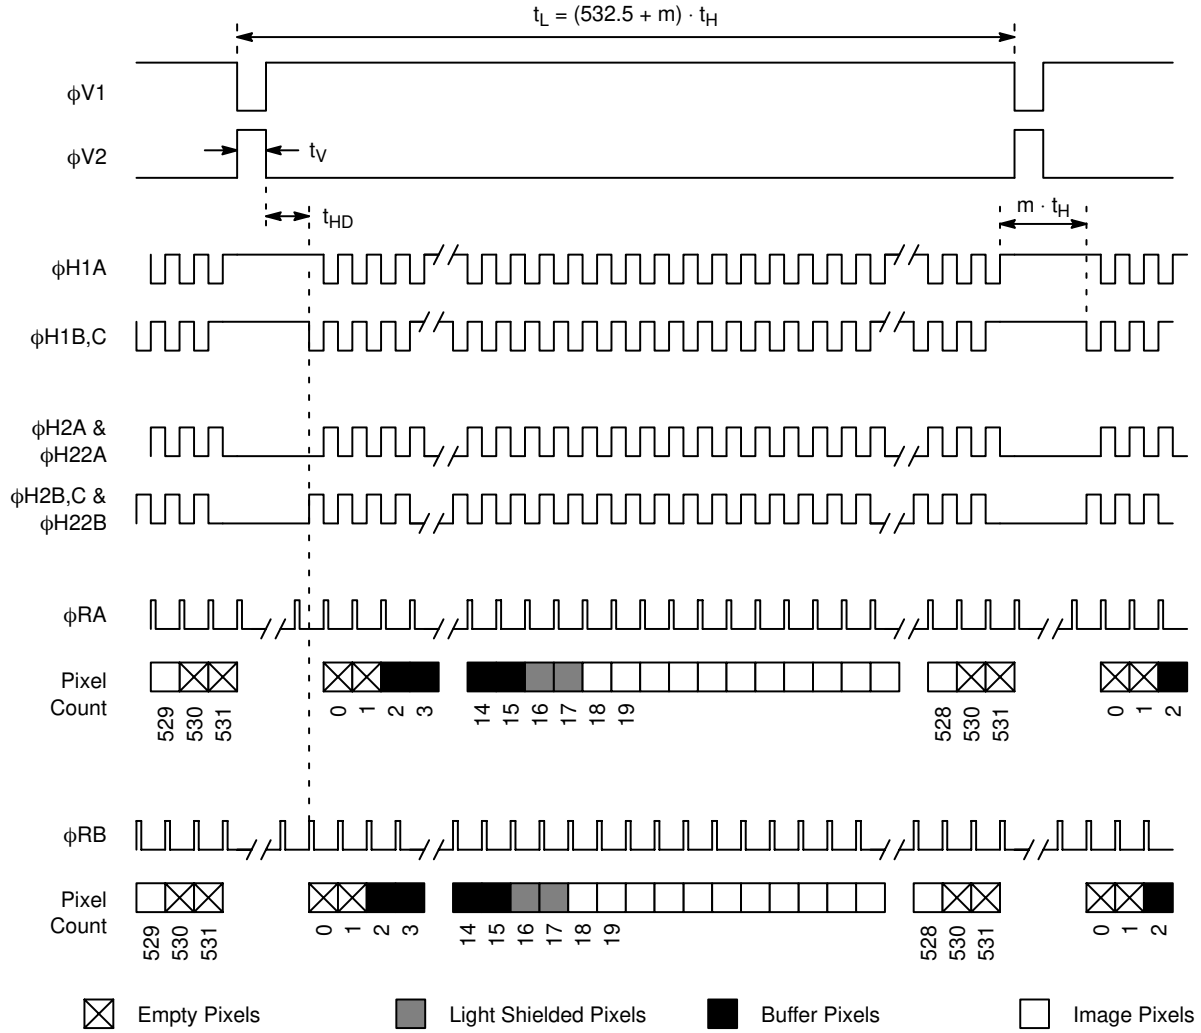 t_L = (532.5 + m) · t_H
ϕV1
ϕV2
t_V
t_HD
m · t_H
ϕH1A
ϕH1B,C
ϕH2A &
ϕH22A
ϕH2B,C &
ϕH22B
ϕRA
Pixel
Count
529 530 531 0 1 2 3 14 15 16 17 18 19 528 530 531 0 1 2
ϕRB
Pixel
Count
529 530 531 0 1 2 3 14 15 16 17 18 19 528 530 531 0 1 2
Empty Pixels Light Shielded Pixels Buffer Pixels Image Pixels